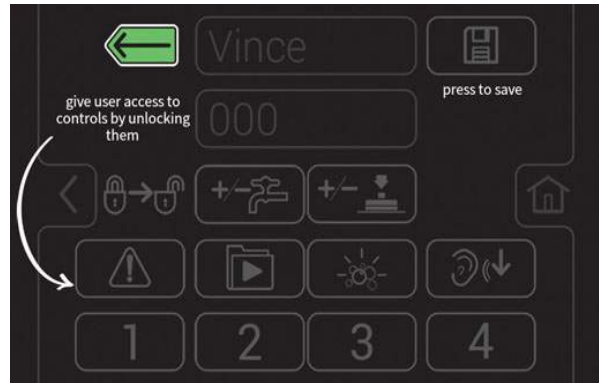 Vince
press to save
give user access to
controls by unlocking
them
000
+/-
+/-
1 2 3 4